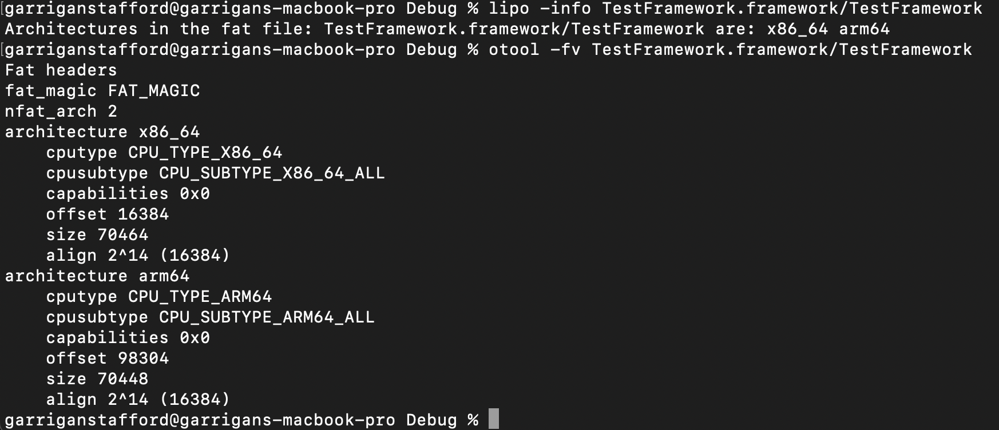 [garriganstafford@garrigans-macbook-pro Debug % lipo -info TestFramework.framework/TestFramework
Architectures in the fat file: TestFramework.framework/TestFramework are: x86_64 arm64
[garriganstafford@garrigans-macbook-pro Debug % otool -fv TestFramework.framework/TestFramework
Fat headers
fat_magic FAT_MAGIC
nfat_arch 2
architecture x86_64
    cputype CPU_TYPE_X86_64
    cpusubtype CPU_SUBTYPE_X86_64_ALL
    capabilities 0x0
    offset 16384
    size 70464
    align 2^14 (16384)
architecture arm64
    cputype CPU_TYPE_ARM64
    cpusubtype CPU_SUBTYPE_ARM64_ALL
    capabilities 0x0
    offset 98304
    size 70448
    align 2^14 (16384)
garriganstafford@garrigans-macbook-pro Debug %